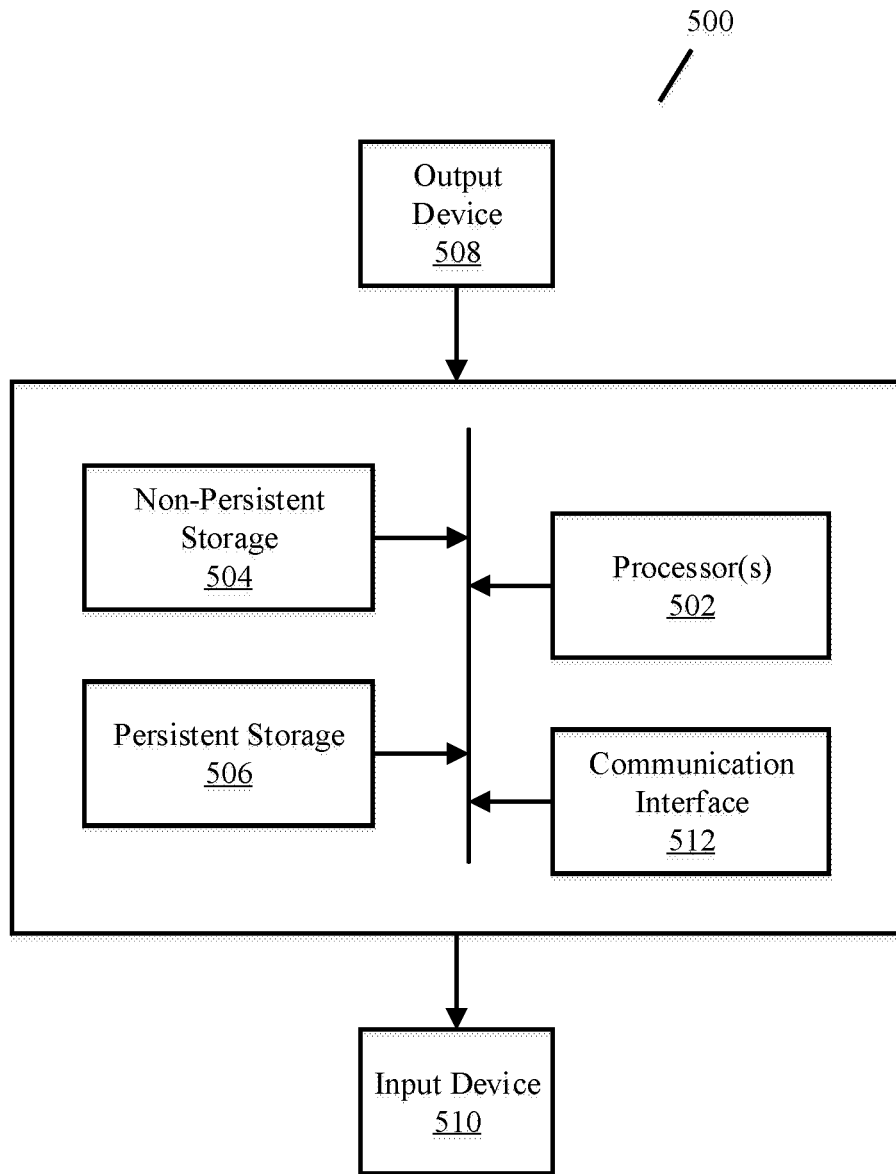 500
Output
Device
508
Non-Persistent
Storage
504
Processor(s)
502
Persistent Storage
506
Communication
Interface
512
Input Device
510